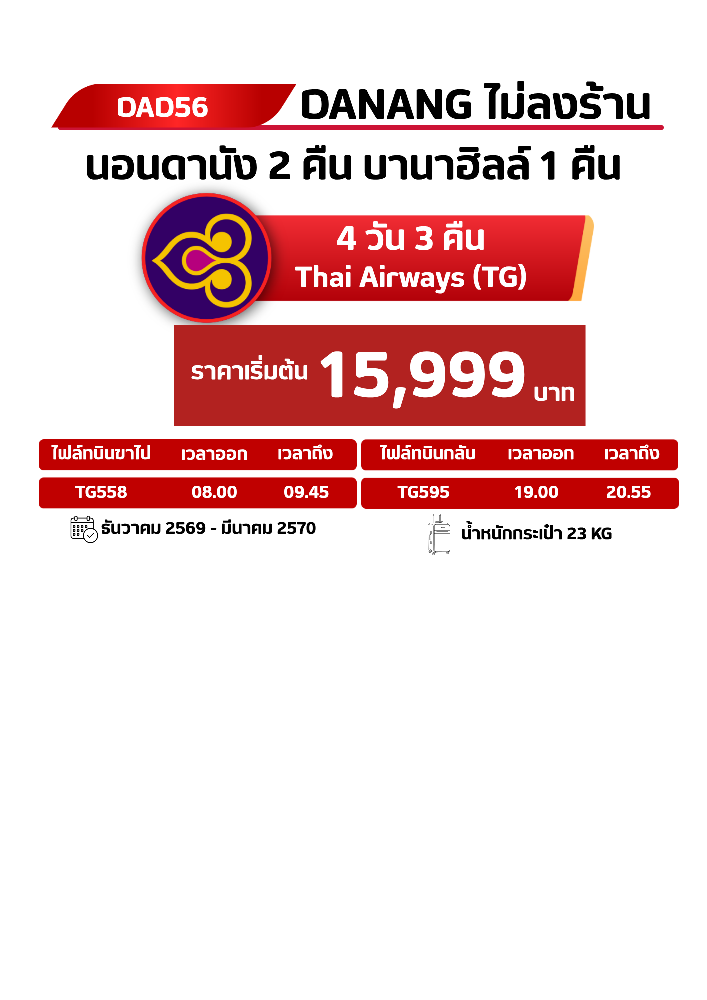 DAD56 DANANG ไม่ลงร้าน
นอนดานัง 2 คืน บานาฮิลล์ 1 คืน
4 วัน 3 คืน
Thai Airways (TG)
ราคาเริ่มต้น 15,999 บาท
ไฟล์ทบินขาไป เวลาออก เวลาถึง ไฟล์ทบินกลับ เวลาออก เวลาถึง
TG558 08.00 09.45 TG595 19.00 20.55
ธันวาคม 2569 - มีนาคม 2570 น้ำหนักกระเป๋า 23 KG